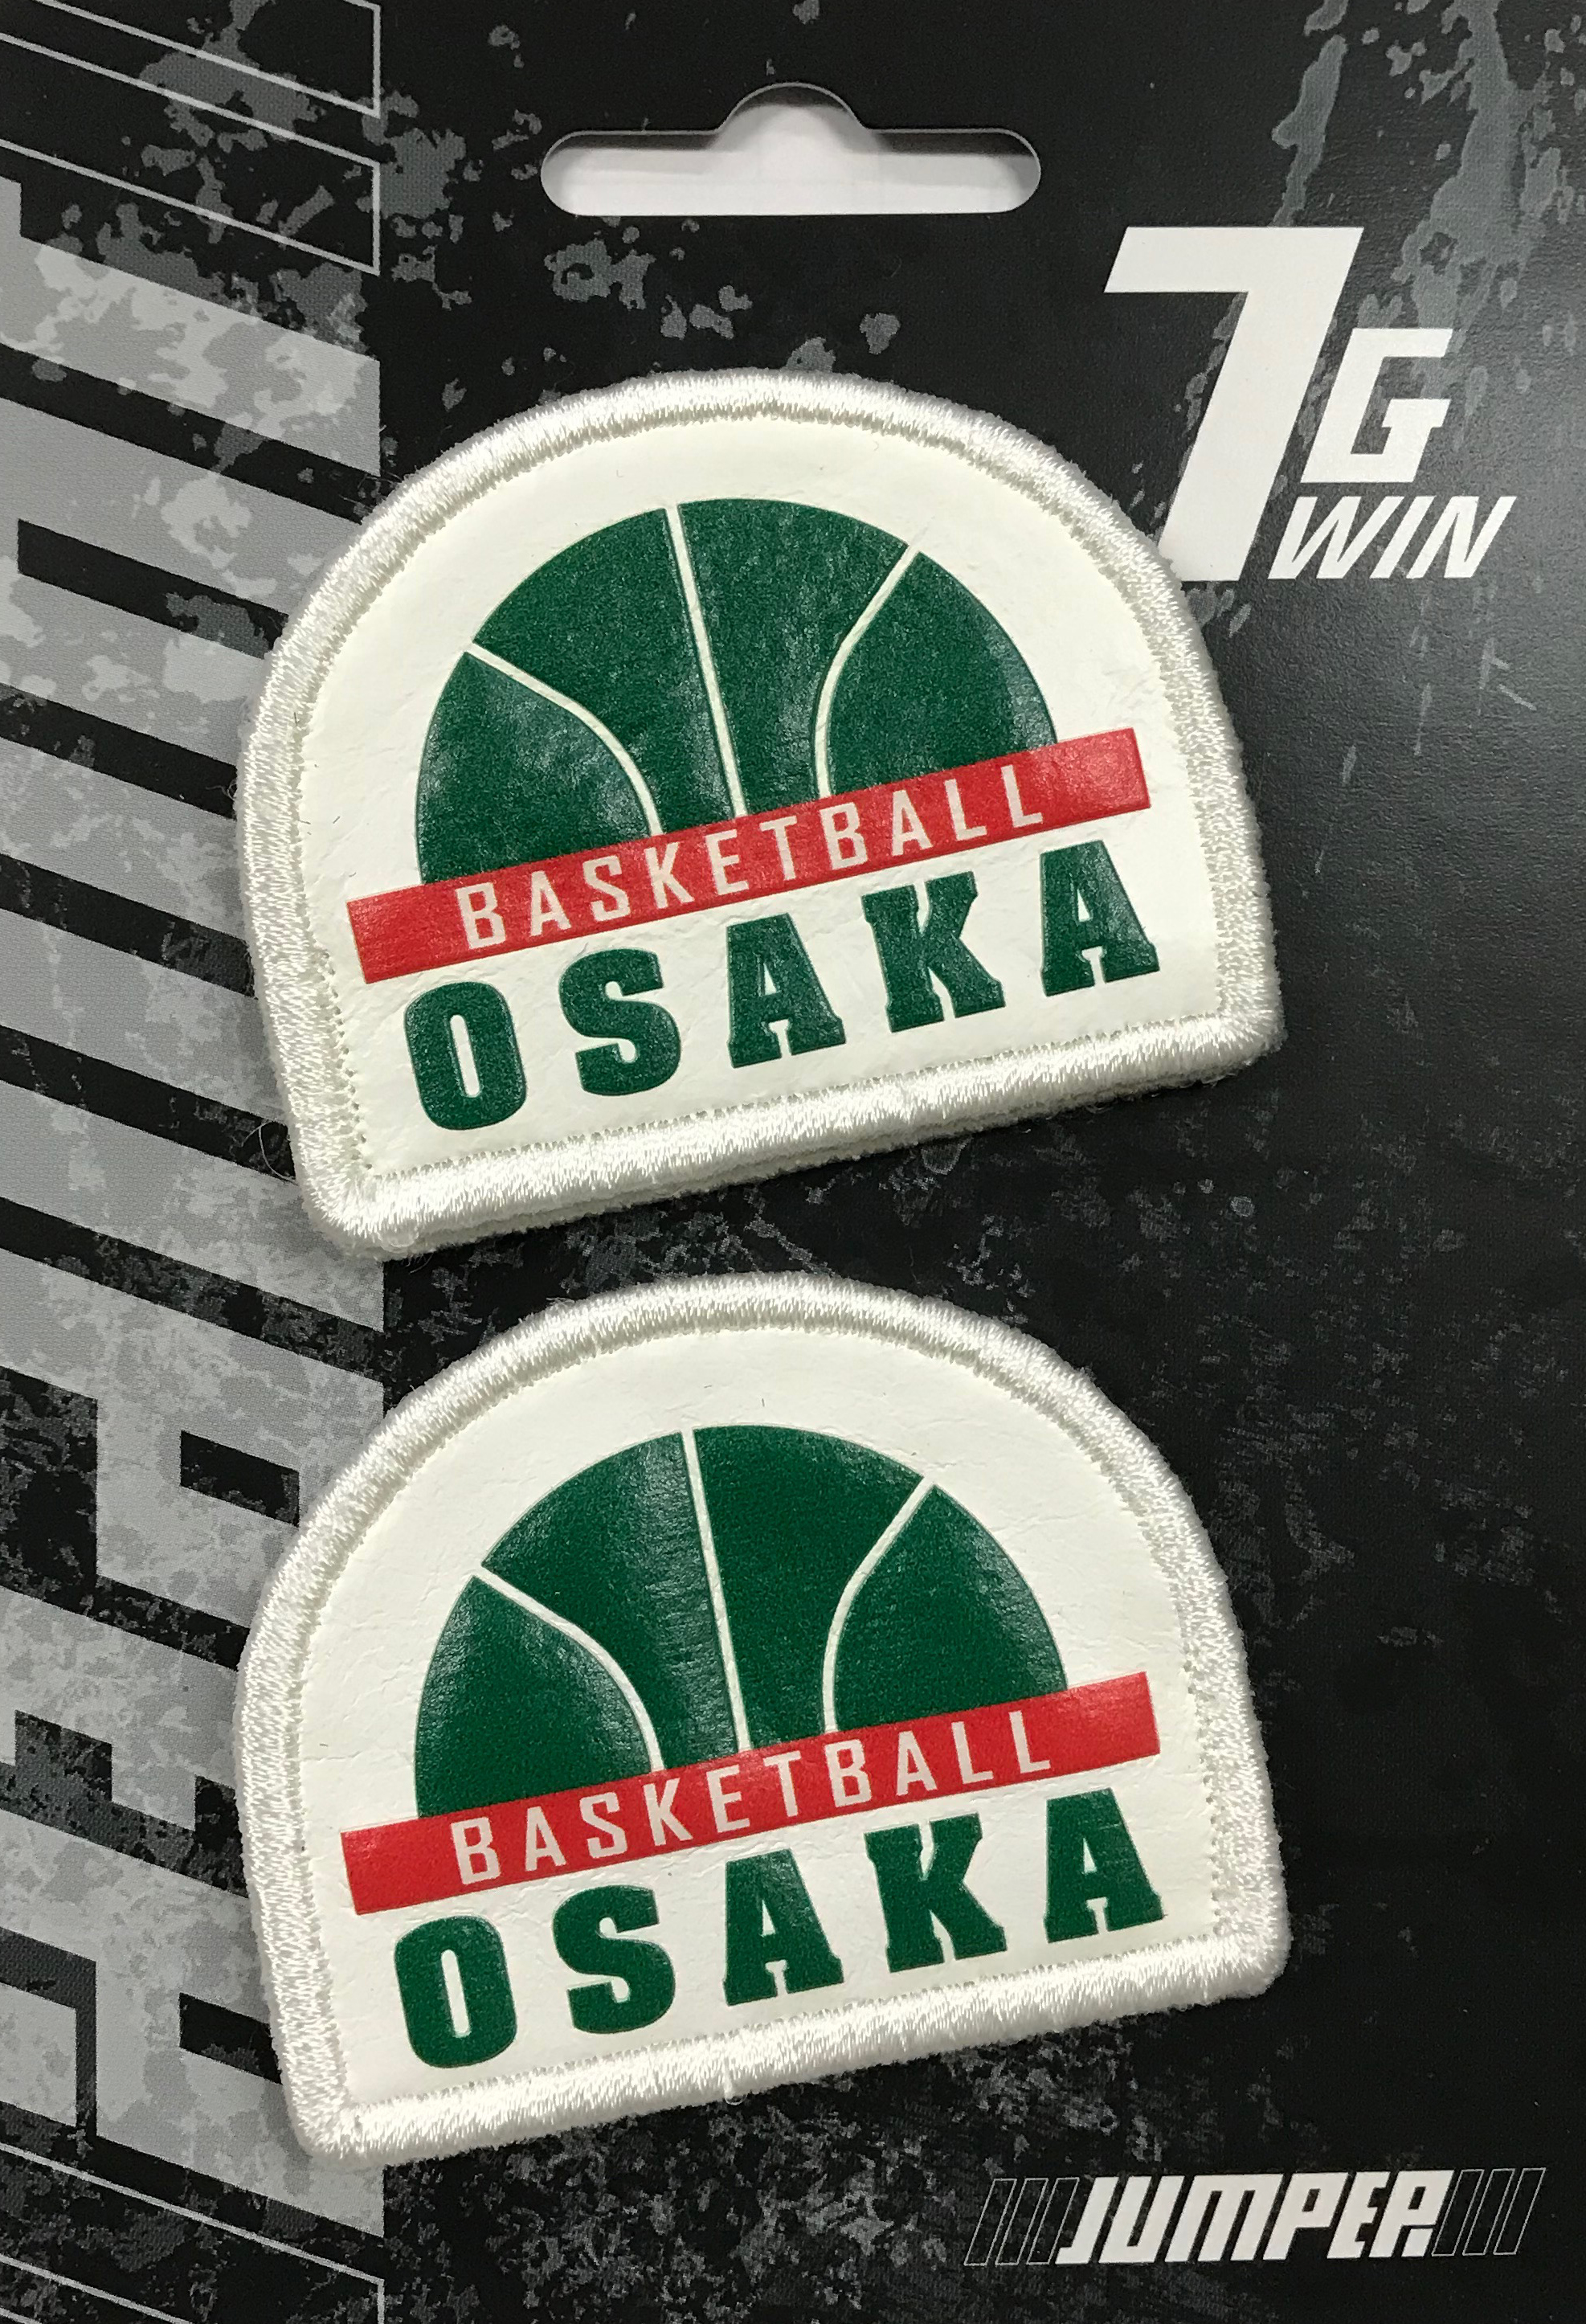 7G
WIN
BASKETBALL
OSAKA
BASKETBALL
OSAKA
JUMPER.